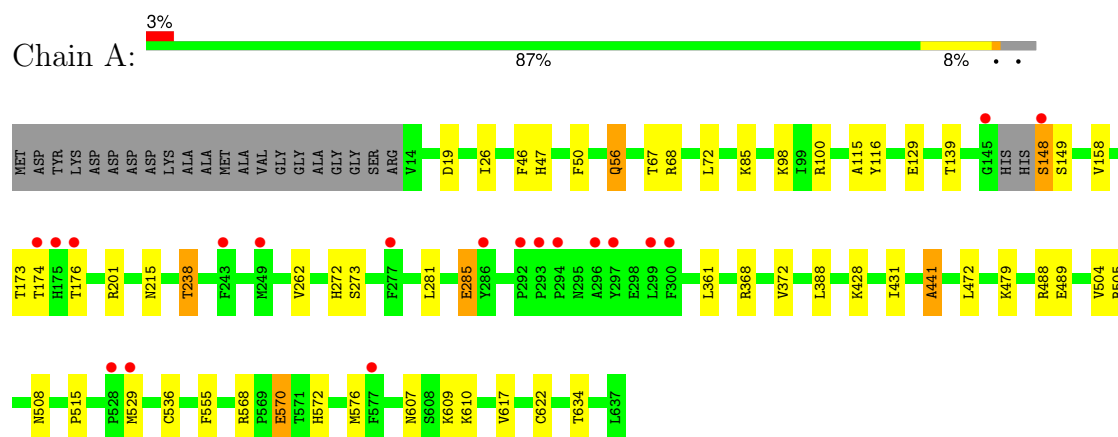 3%
Chain A:
87% 8% • •
MET ASP TYR LYS ASP ASP ASP ASP LYS ALA ALA MET ALA VAL GLY GLY ALA GLY GLY SER ARG V14 D19 I26 F46 H47 F50 Q56 T67 R68 L72 K85 K98 I99 R100 A115 Y116 E129 T139 G145 HIS HIS S148 S149 V158
T173 T174 H175 T176 R201 N215 T238 F243 M249 V262 H272 S273 F277 L281 E285 Y286 P292 P293 P294 N295 A296 Y297 E298 L299 F300 L361 R368 V372 L388 K428 I431 A441 L472 K479 R488 E489 V504
N508 P515 P528 M529 C536 F555 R568 P569 E570 T571 H572 M576 F577 N607 S608 K609 K610 V617 C622 T634 L637